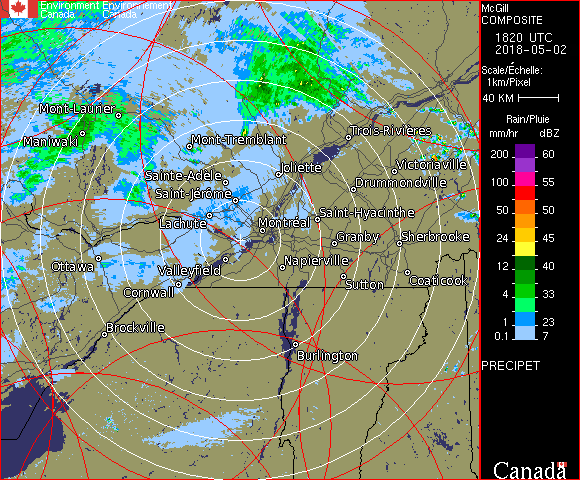 Environment Environnement
Canada Canada
McGill
COMPOSITE
1820 UTC
2018-05-02
Scale/Échelle:
1km/Pixel
40 KM
Rain/Pluie
mm/hr dBZ
200 60
100 55
50 50
24 45
12 40
4 33
1 23
0.1 7
PRECIPET
Canada
Mont-Laurier
Maniwaki
Mont-Tremblant
Trois-Rivières
Joliette
Victoriaville
Sainte-Adèle
Drummondville
Saint-Jérôme
Saint-Hyacinthe
Lachute
Montréal
Granby
Sherbrooke
Ottawa
Valleyfield
Napierville
Sutton
Coaticook
Cornwall
Brockville
Burlington